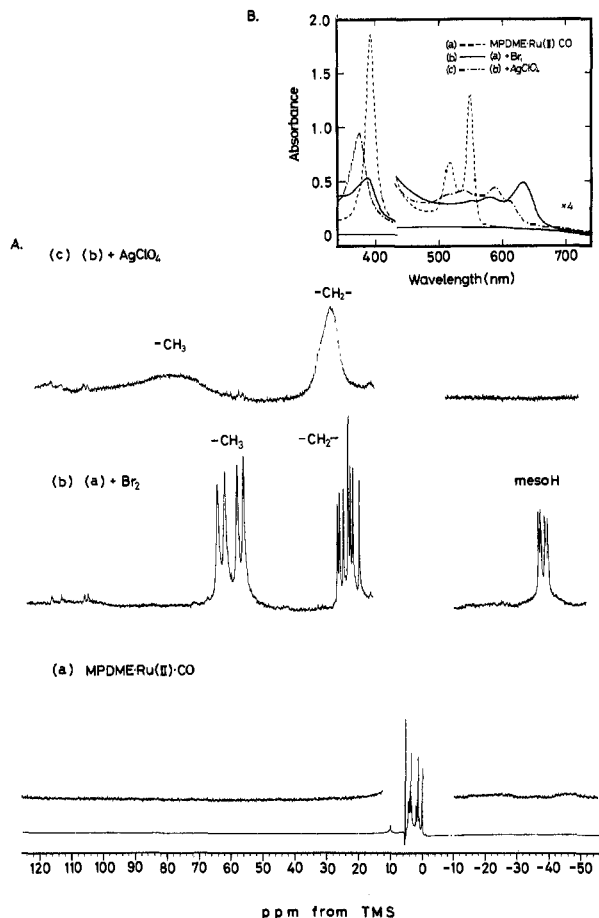 B.
2.0
1.5
1.0
0.5
0
Absorbance
(a) ----- MPDME·Ru(II) CO
(b) —— (a) + Br₂
(c) -·-·- (b) + AgClO₄
×4
400 500 600 700
Wavelength (nm)
A.
(c) (b) + AgClO₄
-CH₃
-CH₂-
(b) (a) + Br₂
-CH₃
-CH₂-
mesoH
(a) MPDME·Ru(II)·CO
120 110 100 90 80 70 60 50 40 30 20 10 0 -10 -20 -30 -40 -50
ppm from TMS